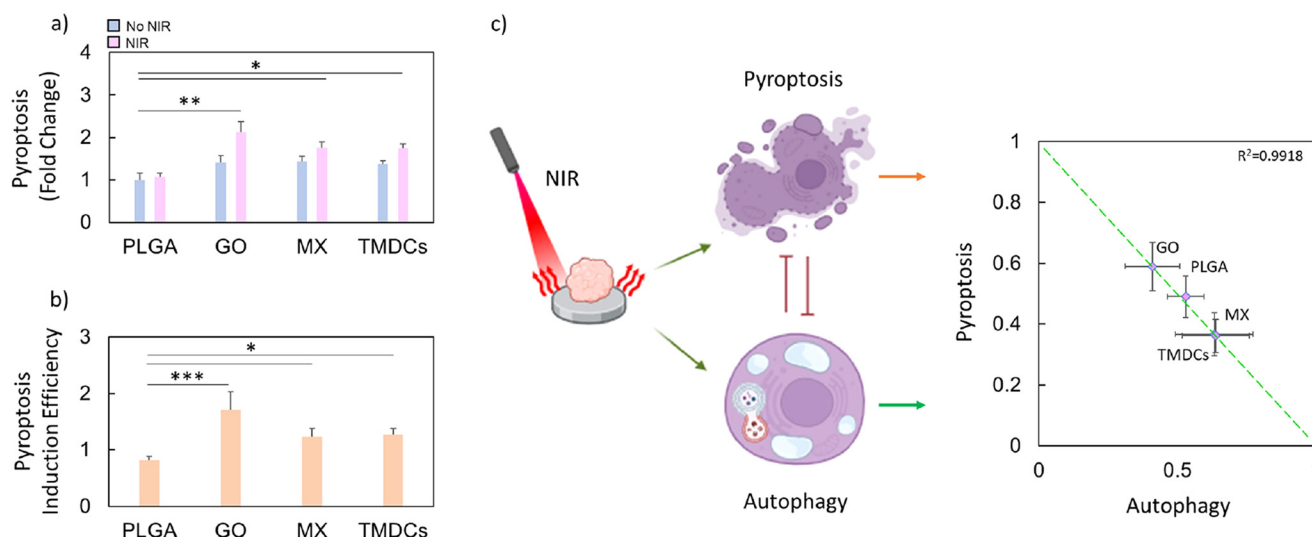 a)
No NIR
NIR
Pyroptosis
(Fold Change)
4
3
2
1
0
*
**
PLGA GO MX TMDCs
b)
Pyroptosis
Induction Efficiency
3
2
1
0
*
***
PLGA GO MX TMDCs
c)
NIR
Pyroptosis
Autophagy
Pyroptosis
1
0.8
0.6
0.4
0.2
0
R²=0.9918
GO
PLGA
MX
TMDCs
0 0.5
Autophagy